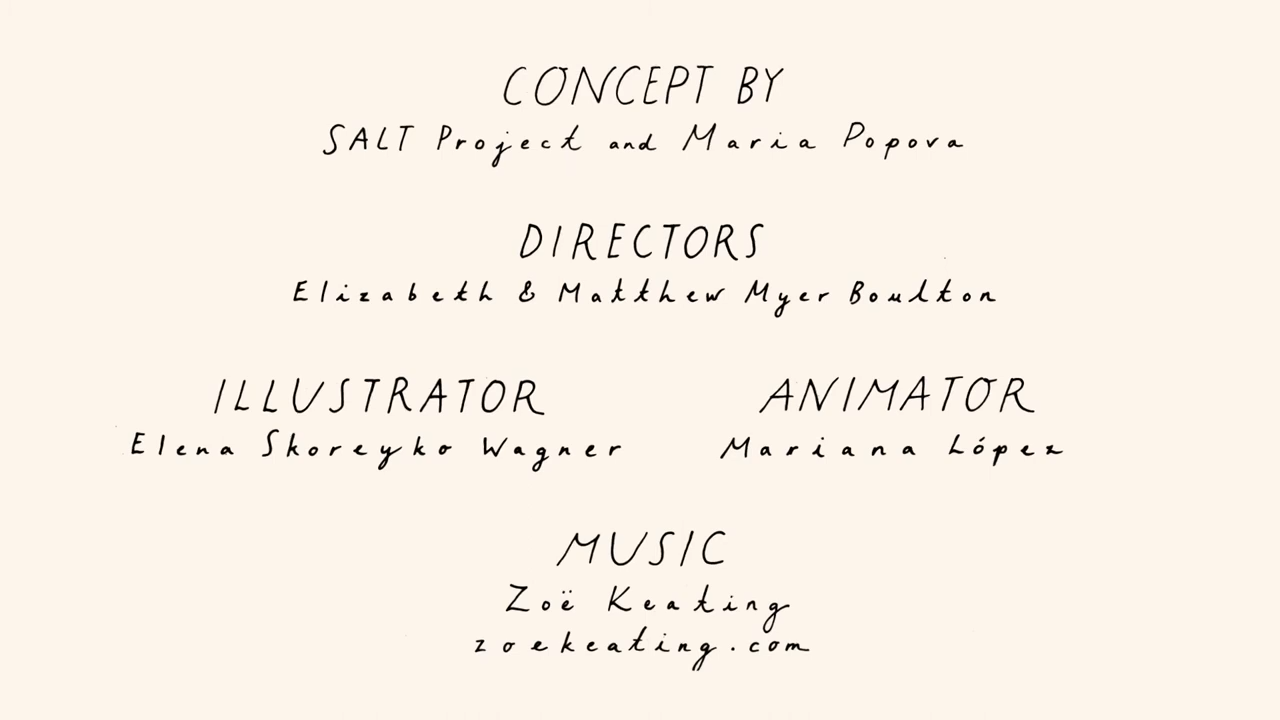 CONCEPT BY
SALT Project and Maria Popova
DIRECTORS
Elizabeth & Matthew Myer Boulton
ILLUSTRATOR
Elena Skoreyko Wagner
ANIMATOR
Mariana López
MUSIC
Zoë Keating
zoekeating.com